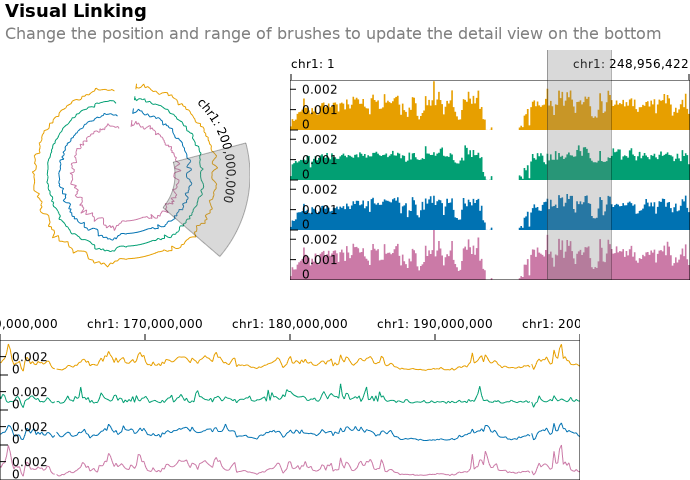 Visual Linking
Change the position and range of brushes to update the detail view on the bottom
chr1: 1
chr1: 248,956,422
chr1: 200,000,000
0.002
0.001
0
0.002
0.001
0
0.002
0.001
0
0.002
0.001
0
0,000,000
chr1: 170,000,000
chr1: 180,000,000
chr1: 190,000,000
chr1: 200
0.002
0
0.002
0
0.002
0
0.002
0